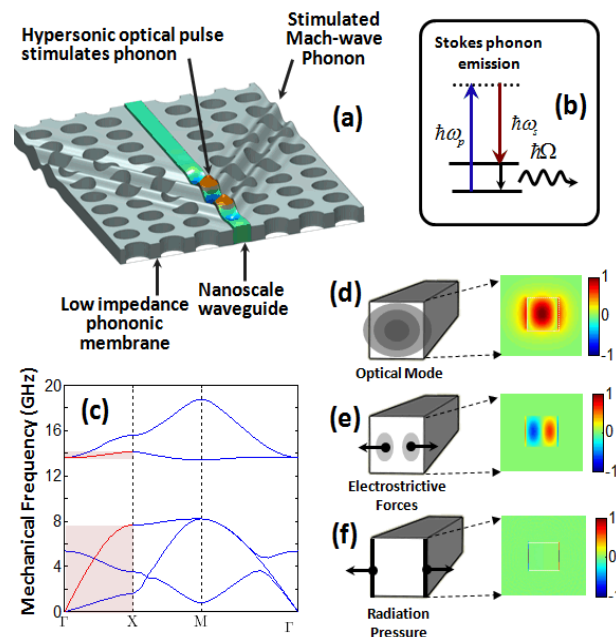 Hypersonic optical pulse
stimulates phonon
Stimulated
Mach-wave
Phonon
(a)
Low impedance
phononic
membrane
Nanoscale
waveguide
Stokes phonon
emission
(b)
ℏω_p
ℏω_s
ℏΩ
(c)
Mechanical Frequency (GHz)
20
16
12
8
4
0
Γ X M Γ
(d)
Optical Mode
1
0
-1
(e)
Electrostrictive
Forces
1
0
-1
(f)
Radiation
Pressure
1
0
-1